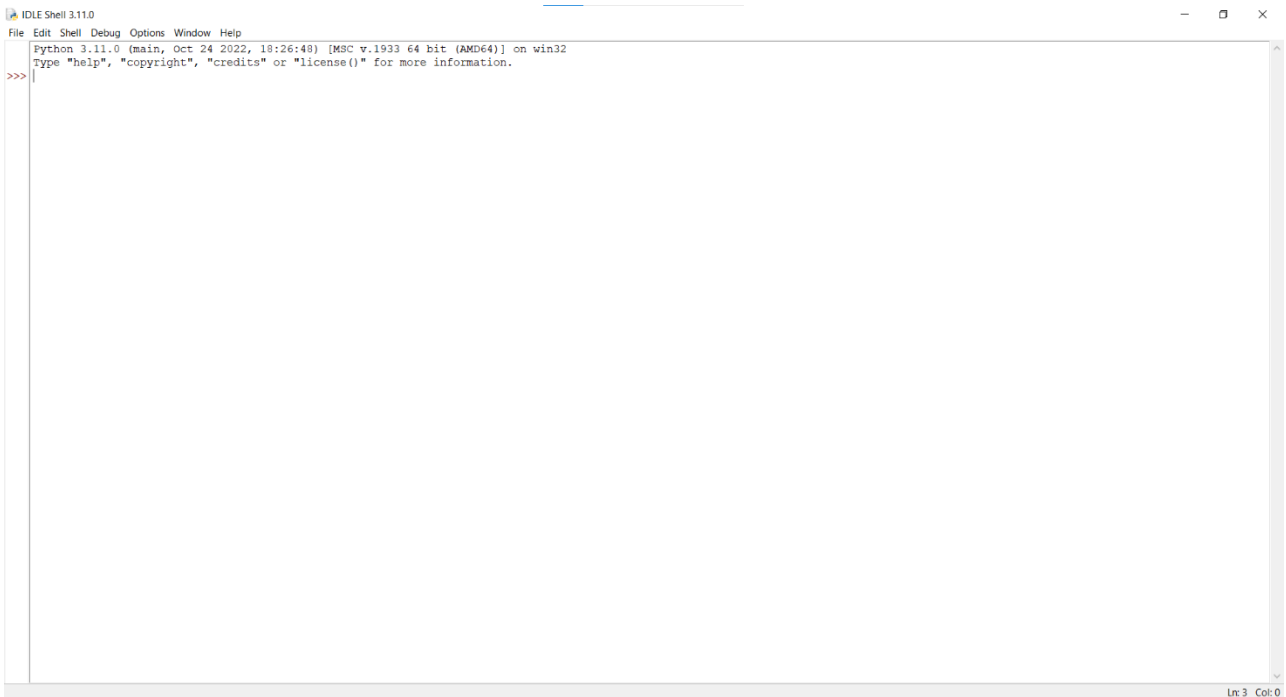 IDLE Shell 3.11.0
File Edit Shell Debug Options Window Help
Python 3.11.0 (main, Oct 24 2022, 18:26:48) [MSC v.1933 64 bit (AMD64)] on win32
Type "help", "copyright", "credits" or "license()" for more information.
>>>
Ln: 3 Col: 0